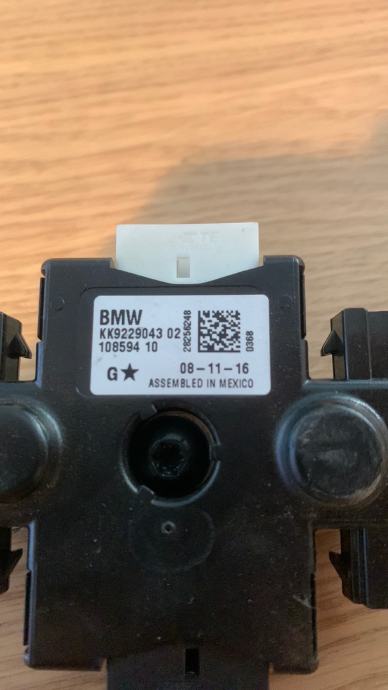 BMW
KK9229043 02
108594 10
28256248
0368
G★ 08-11-16
ASSEMBLED IN MEXICO